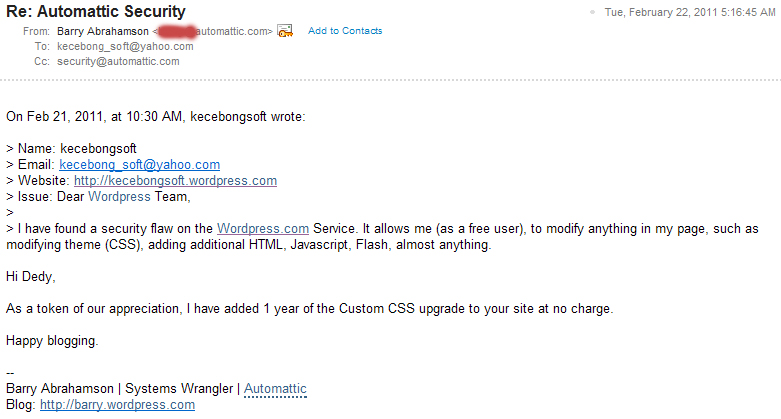 Re: Automattic Security
Tue, February 22, 2011 5:16:45 AM
From: Barry Abrahamson < automattic.com> Add to Contacts
To: kecebong_soft@yahoo.com
Cc: security@automattic.com
On Feb 21, 2011, at 10:30 AM, kecebongsoft wrote:
> Name: kecebongsoft
> Email: kecebong_soft@yahoo.com
> Website: http://kecebongsoft.wordpress.com
> Issue: Dear Wordpress Team,
>
> I have found a security flaw on the Wordpress.com Service. It allows me (as a free user), to modify anything in my page, such as
modifying theme (CSS), adding additional HTML, Javascript, Flash, almost anything.
Hi Dedy,
As a token of our appreciation, I have added 1 year of the Custom CSS upgrade to your site at no charge.
Happy blogging.
--
Barry Abrahamson | Systems Wrangler | Automattic
Blog: http://barry.wordpress.com